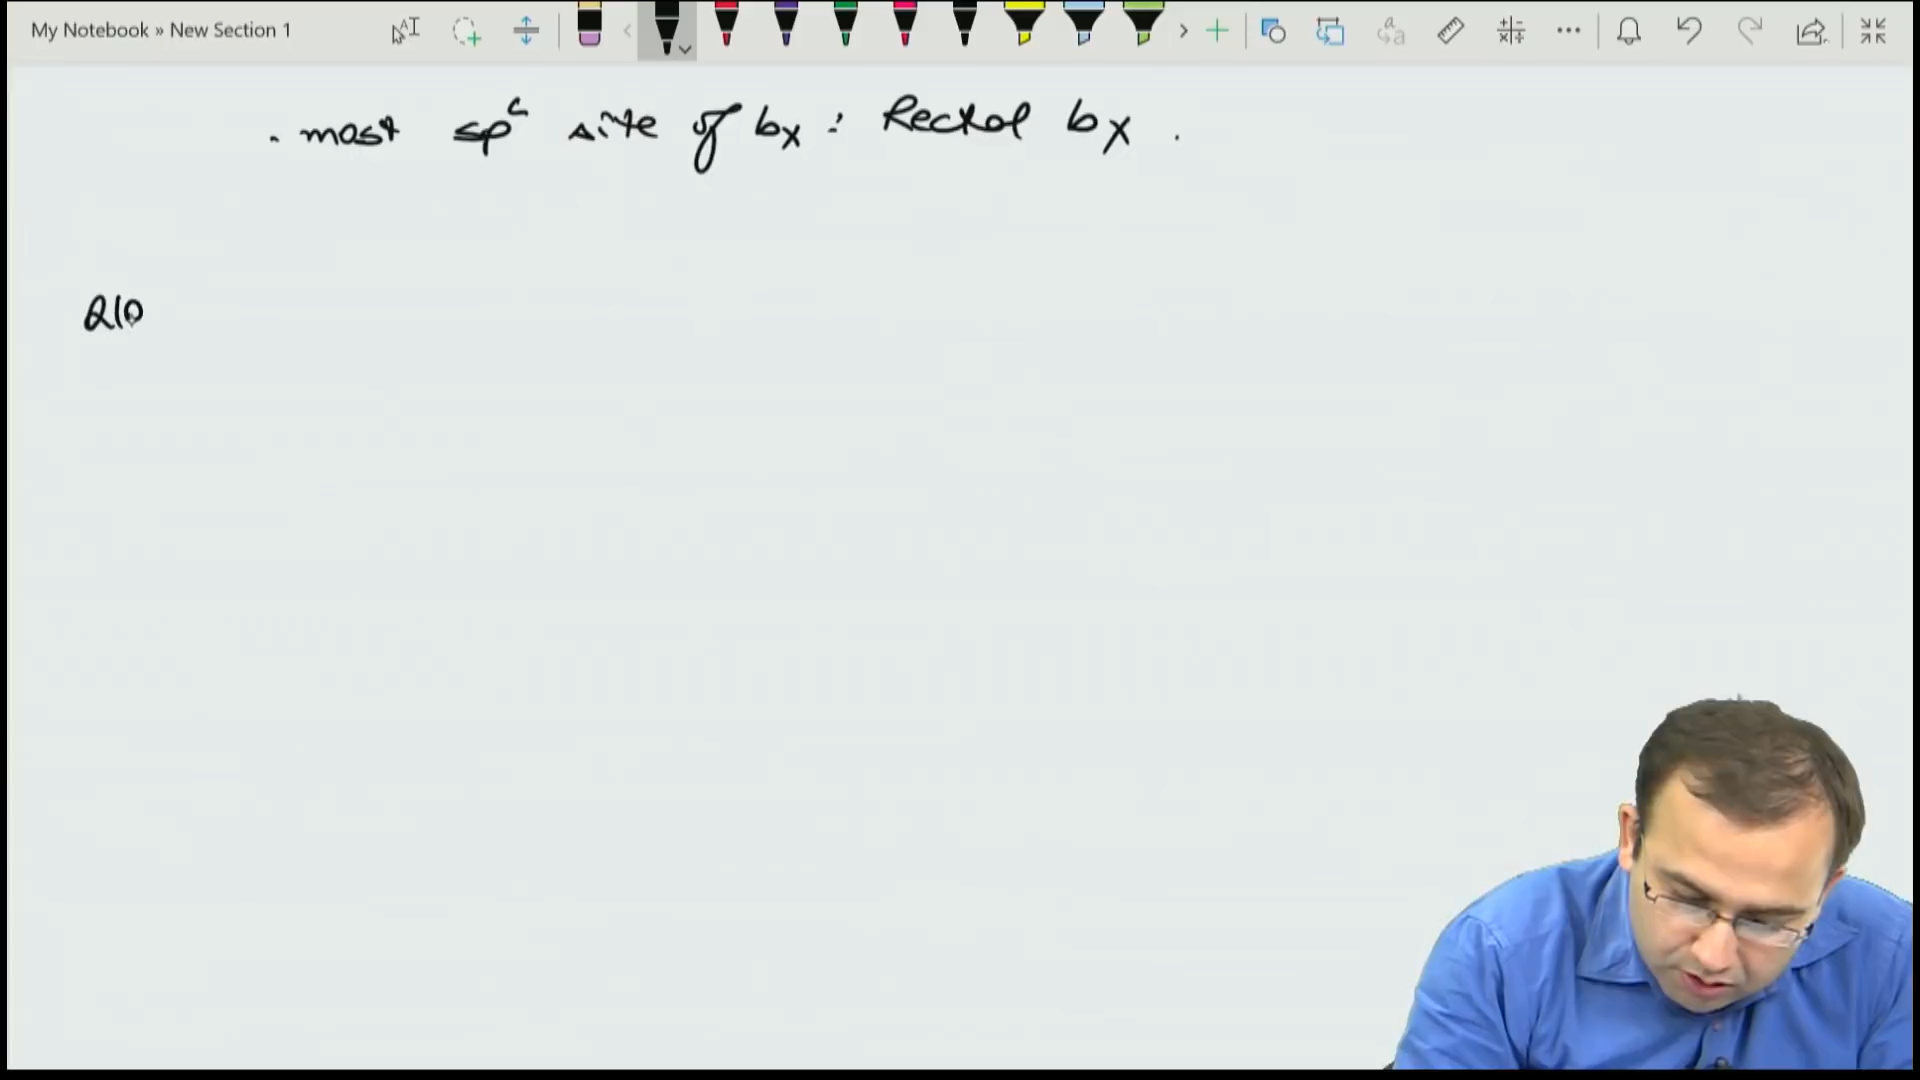 My Notebook » New Section 1
. most sp^c site of bx : Rectal bx .
Q10